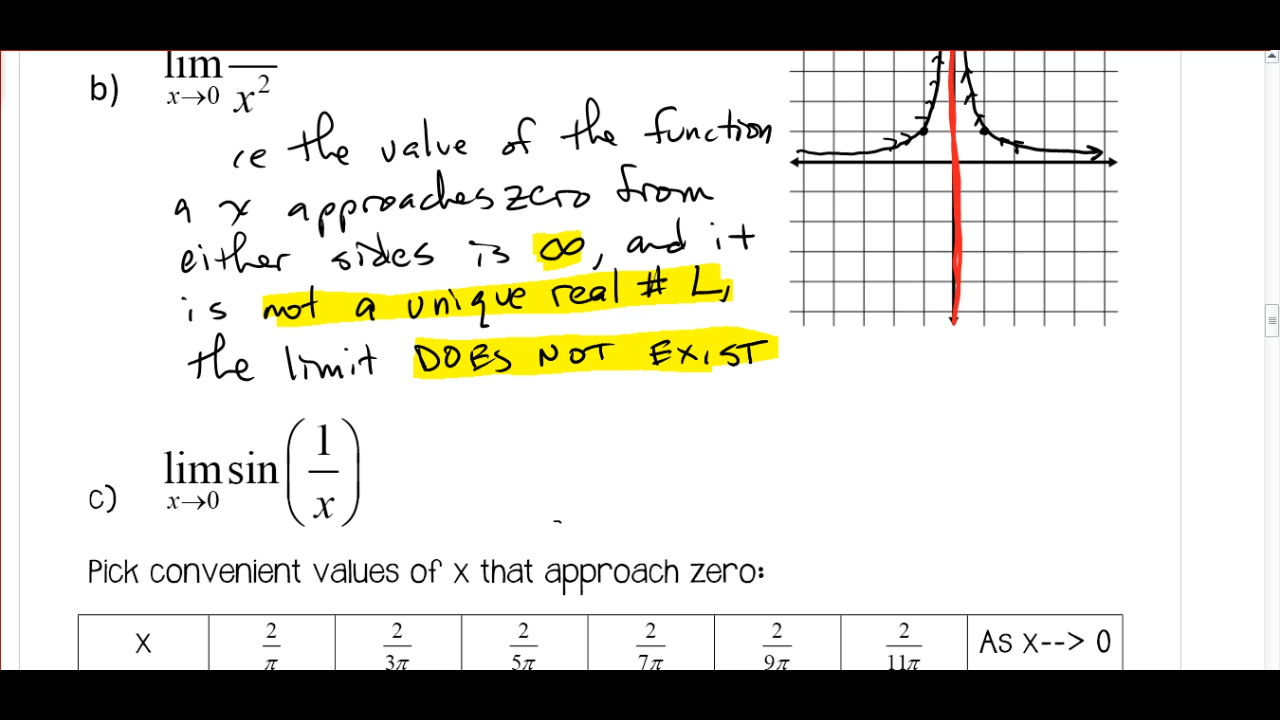 b) lim x→0 x²
ce the value of the function
a x approaches zero from
either sides is ∞, and it
is not a unique real # L,
the limit DOES NOT EXIST
c) lim x→0 sin(1/x)
Pick convenient values of x that approach zero:
X 2/π 2/3π 2/5π 2/7π 2/9π 2/11π As x--> 0